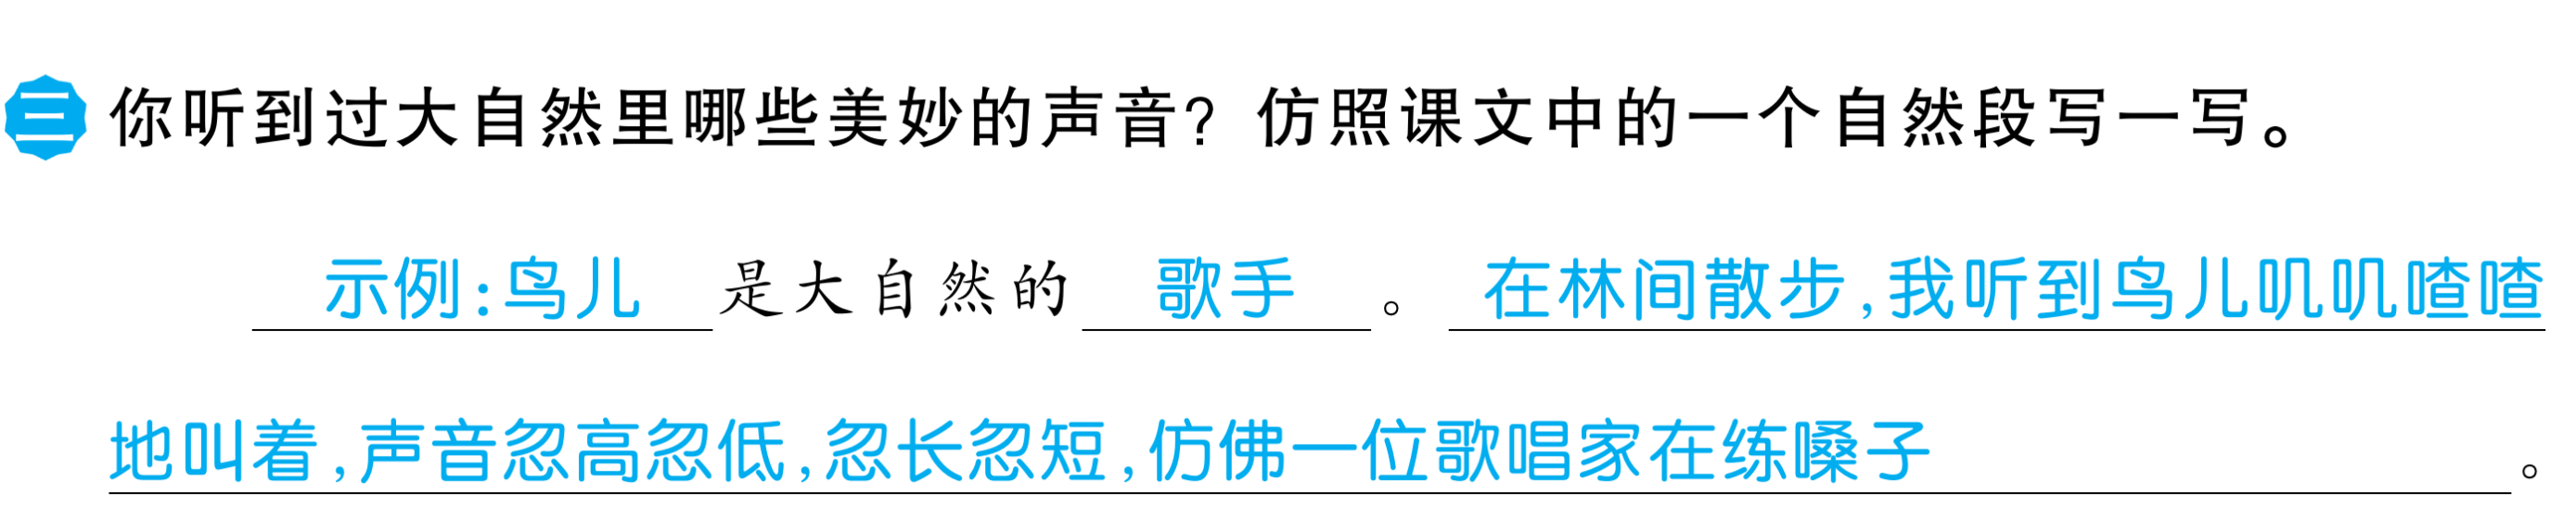 三 你听到过大自然里哪些美妙的声音？仿照课文中的一个自然段写一写。
示例:鸟儿 是大自然的 歌手 。 在林间散步,我听到鸟儿叽叽喳喳
地叫着,声音忽高忽低,忽长忽短,仿佛一位歌唱家在练嗓子 。